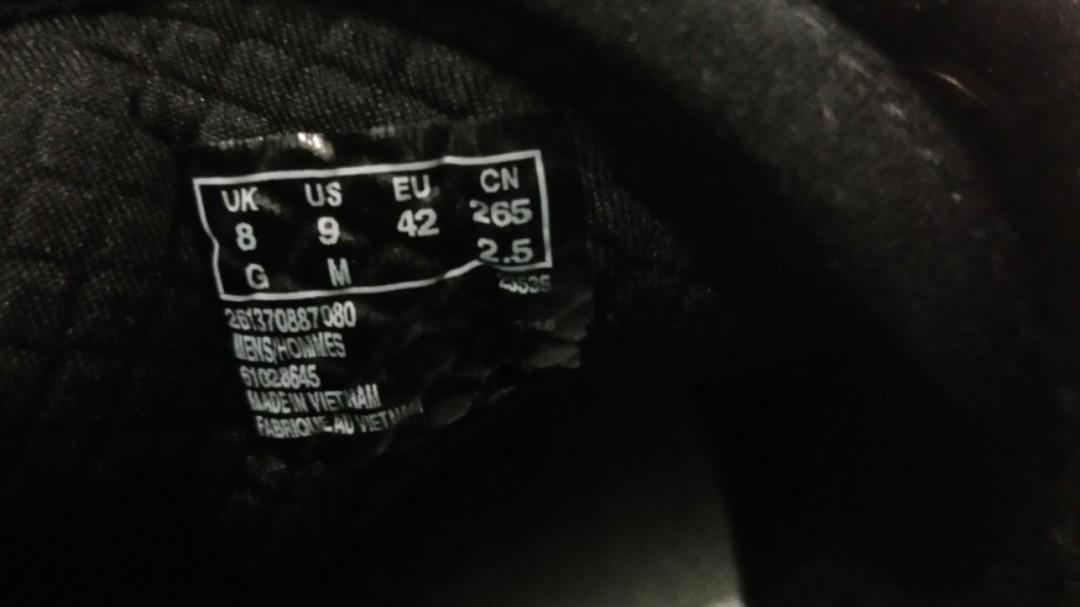 UK US EU CN
8 9 42 265
G M 2.5
261370887080
MENS/HOMMES
61028645
MADE IN VIETNAM
FABRIQUE AU VIETNAM